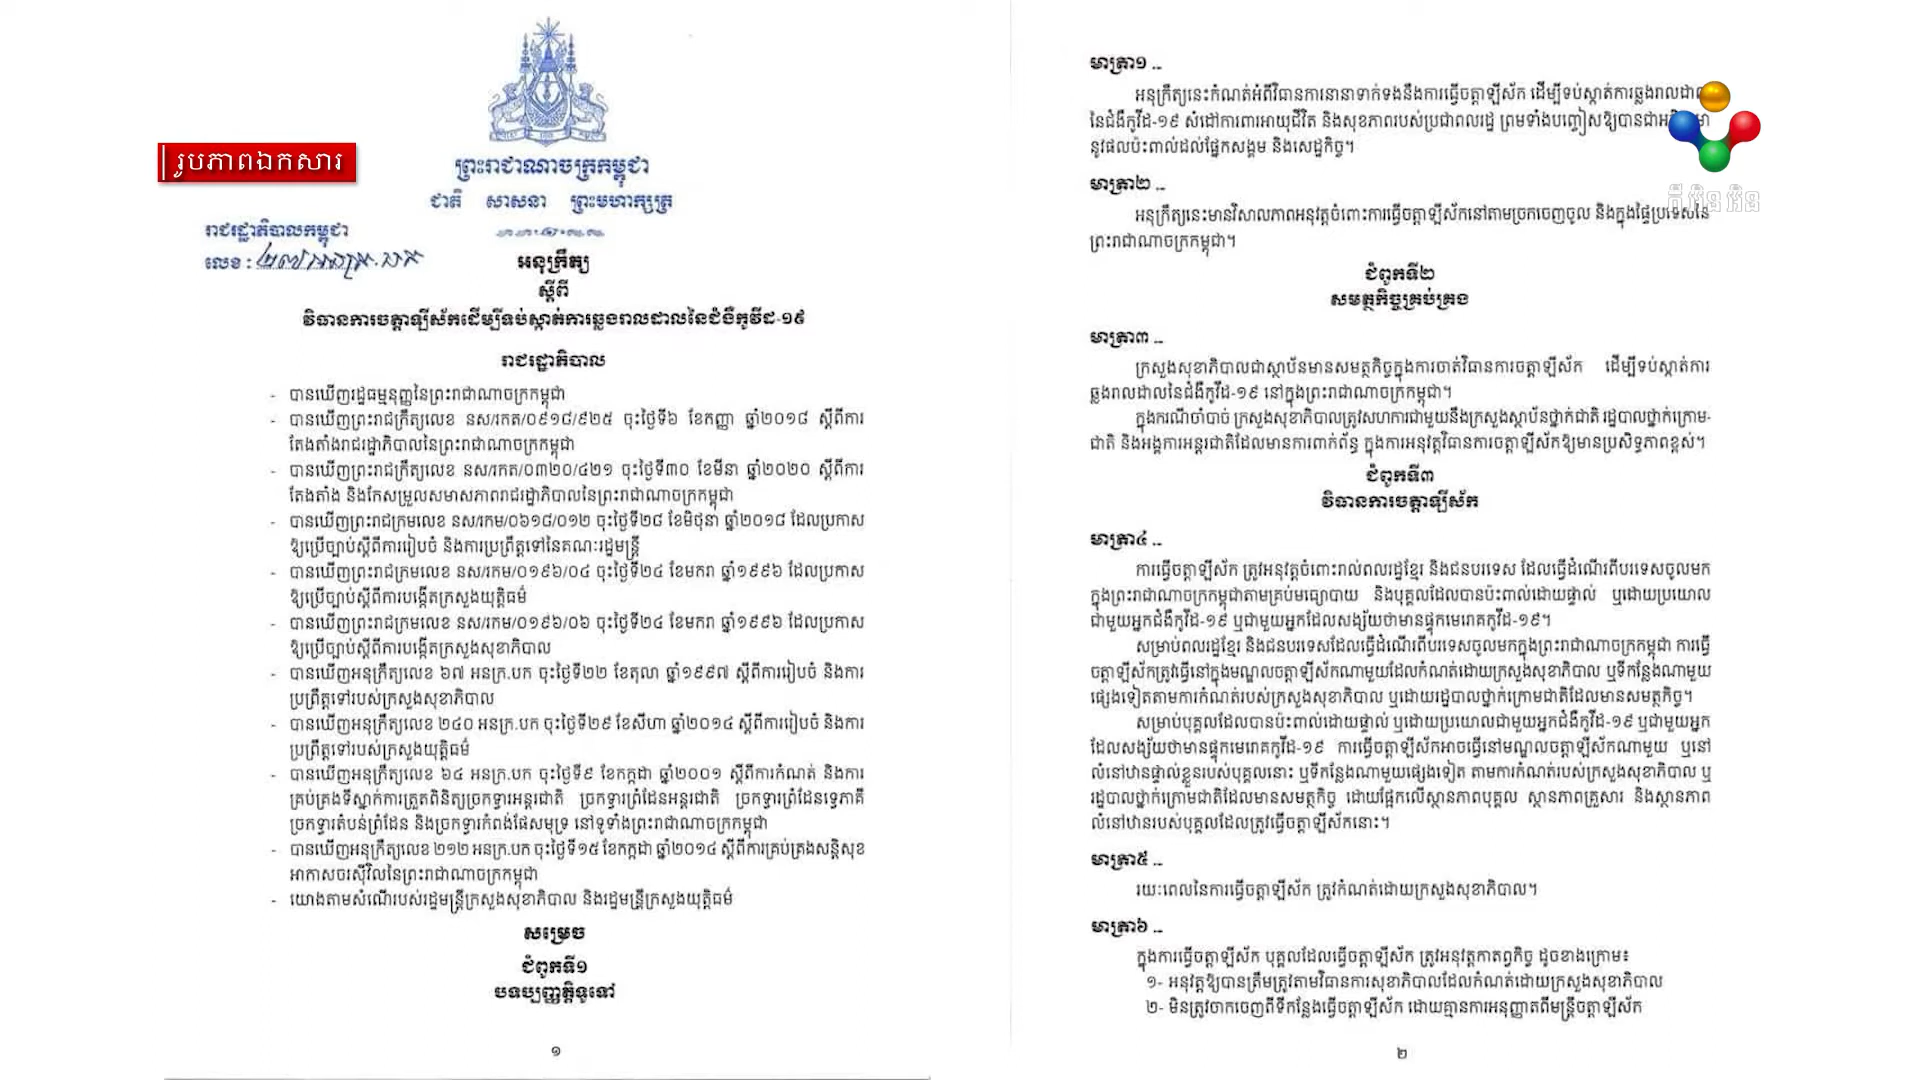 រូបភាពឯកសារ
ព្រះរាជាណាចក្រកម្ពុជា
ជាតិ សាសនា ព្រះមហាក្សត្រ
រាជរដ្ឋាភិបាលកម្ពុជា
លេខ : ២៧ អនក្រ.បក
អនុក្រឹត្យ
ស្តីពី
វិធានការចត្តាឡីស័កដើម្បីទប់ស្កាត់ការឆ្លងរាលដាលនៃជំងឺកូវីដ-១៩
រាជរដ្ឋាភិបាល
- បានឃើញរដ្ឋធម្មនុញ្ញនៃព្រះរាជាណាចក្រកម្ពុជា
- បានឃើញព្រះរាជក្រឹត្យលេខ នស/រកត/០៩១៨/៩២៥ ចុះថ្ងៃទី៦ ខែកញ្ញា ឆ្នាំ២០១៨ ស្តីពីការ
តែងតាំងរាជរដ្ឋាភិបាលនៃព្រះរាជាណាចក្រកម្ពុជា
- បានឃើញព្រះរាជក្រឹត្យលេខ នស/រកត/០៣២០/៤២១ ចុះថ្ងៃទី៣០ ខែមីនា ឆ្នាំ២០២០ ស្តីពីការ
តែងតាំង និងកែសម្រួលសមាសភាពរាជរដ្ឋាភិបាលនៃព្រះរាជាណាចក្រកម្ពុជា
- បានឃើញព្រះរាជក្រមលេខ នស/រកម/០៦១៨/០១២ ចុះថ្ងៃទី២៨ ខែមិថុនា ឆ្នាំ២០១៨ ដែលប្រកាស
ឱ្យប្រើច្បាប់ស្តីពីការរៀបចំ និងការប្រព្រឹត្តទៅនៃគណៈរដ្ឋមន្ត្រី
- បានឃើញព្រះរាជក្រមលេខ នស/រកម/០១៩៦/០៤ ចុះថ្ងៃទី២៤ ខែមករា ឆ្នាំ១៩៩៦ ដែលប្រកាស
ឱ្យប្រើច្បាប់ស្តីពីការបង្កើតក្រសួងយុត្តិធម៌
- បានឃើញព្រះរាជក្រមលេខ នស/រកម/០១៩៦/០៦ ចុះថ្ងៃទី២៤ ខែមករា ឆ្នាំ១៩៩៦ ដែលប្រកាស
ឱ្យប្រើច្បាប់ស្តីពីការបង្កើតក្រសួងសុខាភិបាល
- បានឃើញអនុក្រឹត្យលេខ ៦៧ អនក្រ.បក ចុះថ្ងៃទី២២ ខែតុលា ឆ្នាំ១៩៩៧ ស្តីពីការរៀបចំ និងការ
ប្រព្រឹត្តទៅរបស់ក្រសួងសុខាភិបាល
- បានឃើញអនុក្រឹត្យលេខ ២៤០ អនក្រ.បក ចុះថ្ងៃទី២៩ ខែសីហា ឆ្នាំ២០១៤ ស្តីពីការរៀបចំ និងការ
ប្រព្រឹត្តទៅរបស់ក្រសួងយុត្តិធម៌
- បានឃើញអនុក្រឹត្យលេខ ៦៤ អនក្រ.បក ចុះថ្ងៃទី៩ ខែកក្កដា ឆ្នាំ២០០១ ស្តីពីការកំណត់ និងការ
គ្រប់គ្រងទីស្នាក់ការត្រួតពិនិត្យច្រកទ្វារអន្តរជាតិ ច្រកទ្វារព្រំដែនអន្តរជាតិ ច្រកទ្វារព្រំដែនទ្វេភាគី
ច្រកទ្វារតំបន់ព្រំដែន និងច្រកទ្វារកំពង់ផែសមុទ្រ នៅទូទាំងព្រះរាជាណាចក្រកម្ពុជា
- បានឃើញអនុក្រឹត្យលេខ ២១២ អនក្រ.បក ចុះថ្ងៃទី១៥ ខែកក្កដា ឆ្នាំ២០១៤ ស្តីពីការគ្រប់គ្រងសន្តិសុខ
អាកាសចរស៊ីវិលនៃព្រះរាជាណាចក្រកម្ពុជា
- យោងតាមសំណើរបស់រដ្ឋមន្ត្រីក្រសួងសុខាភិបាល និងរដ្ឋមន្ត្រីក្រសួងយុត្តិធម៌
សម្រេច
ជំពូកទី១
បទប្បញ្ញត្តិទូទៅ
១
មាត្រា១ ...
អនុក្រឹត្យនេះកំណត់អំពីវិធានការនានាទាក់ទងនឹងការធ្វើចត្តាឡីស័ក ដើម្បីទប់ស្កាត់ការឆ្លងរាលដាល
នៃជំងឺកូវីដ-១៩ សំដៅការពារអាយុជីវិត និងសុខភាពរបស់ប្រជាពលរដ្ឋ ព្រមទាំងបញ្ចៀសឱ្យបានជា
នូវផលប៉ះពាល់ដល់ផ្នែកសង្គម និងសេដ្ឋកិច្ច។
មាត្រា២ ...
អនុក្រឹត្យនេះមានវិសាលភាពអនុវត្តចំពោះការធ្វើចត្តាឡីស័កនៅតាមច្រកចេញចូល និងក្នុងផ្ទៃប្រទេសនៃ
ព្រះរាជាណាចក្រកម្ពុជា។
ជំពូកទី២
សមត្ថកិច្ចគ្រប់គ្រង
មាត្រា៣ ...
ក្រសួងសុខាភិបាលជាស្ថាប័នមានសមត្ថកិច្ចក្នុងការចាត់វិធានការចត្តាឡីស័ក ដើម្បីទប់ស្កាត់ការ
ឆ្លងរាលដាលនៃជំងឺកូវីដ-១៩ នៅក្នុងព្រះរាជាណាចក្រកម្ពុជា។
ក្នុងករណីចាំបាច់ ក្រសួងសុខាភិបាលត្រូវសហការជាមួយនឹងក្រសួងស្ថាប័នថ្នាក់ជាតិ រដ្ឋបាលថ្នាក់ក្រោម-
ជាតិ និងអង្គការអន្តរជាតិដែលមានការពាក់ព័ន្ធ ក្នុងការអនុវត្តវិធានការចត្តាឡីស័កឱ្យមានប្រសិទ្ធភាពខ្ពស់។
ជំពូកទី៣
វិធានការចត្តាឡីស័ក
មាត្រា៤ ...
ការធ្វើចត្តាឡីស័ក ត្រូវអនុវត្តចំពោះរាល់ពលរដ្ឋខ្មែរ និងជនបរទេស ដែលធ្វើដំណើរពីបរទេសចូលមក
ក្នុងព្រះរាជាណាចក្រកម្ពុជាតាមគ្រប់មធ្យោបាយ និងបុគ្គលដែលបានប៉ះពាល់ដោយផ្ទាល់ ឬដោយប្រយោល
ជាមួយអ្នកជំងឺកូវីដ-១៩ ឬជាមួយអ្នកដែលសង្ស័យថាមានផ្ទុកមេរោគកូវីដ-១៩។
សម្រាប់ពលរដ្ឋខ្មែរ និងជនបរទេសដែលធ្វើដំណើរពីបរទេសចូលមកក្នុងព្រះរាជាណាចក្រកម្ពុជា ការធ្វើ
ចត្តាឡីស័កត្រូវធ្វើនៅក្នុងមណ្ឌលចត្តាឡីស័កណាមួយដែលកំណត់ដោយក្រសួងសុខាភិបាល ឬទីកន្លែងណាមួយ
ផ្សេងទៀតតាមការកំណត់របស់ក្រសួងសុខាភិបាល ឬដោយរដ្ឋបាលថ្នាក់ក្រោមជាតិដែលមានសមត្ថកិច្ច។
សម្រាប់បុគ្គលដែលបានប៉ះពាល់ដោយផ្ទាល់ ឬដោយប្រយោលជាមួយអ្នកជំងឺកូវីដ-១៩ ឬជាមួយអ្នក
ដែលសង្ស័យថាមានផ្ទុកមេរោគកូវីដ-១៩ ការធ្វើចត្តាឡីស័កអាចធ្វើនៅមណ្ឌលចត្តាឡីស័កណាមួយ ឬនៅ
លំនៅឋានផ្ទាល់ខ្លួនរបស់បុគ្គលនោះ ឬទីកន្លែងណាមួយផ្សេងទៀត តាមការកំណត់របស់ក្រសួងសុខាភិបាល ឬ
រដ្ឋបាលថ្នាក់ក្រោមជាតិដែលមានសមត្ថកិច្ច ដោយផ្អែកលើស្ថានភាពបុគ្គល ស្ថានភាពគ្រួសារ និងស្ថានភាព
លំនៅឋានរបស់បុគ្គលដែលត្រូវធ្វើចត្តាឡីស័កនោះ។
មាត្រា៥ ...
រយៈពេលនៃការធ្វើចត្តាឡីស័ក ត្រូវកំណត់ដោយក្រសួងសុខាភិបាល។
មាត្រា៦ ...
ក្នុងការធ្វើចត្តាឡីស័ក បុគ្គលដែលធ្វើចត្តាឡីស័ក ត្រូវអនុវត្តកាតព្វកិច្ច ដូចខាងក្រោម៖
១- អនុវត្តឱ្យបានត្រឹមត្រូវតាមវិធានការសុខាភិបាលដែលកំណត់ដោយក្រសួងសុខាភិបាល
២- មិនត្រូវចាកចេញពីទីកន្លែងធ្វើចត្តាឡីស័ក ដោយគ្មានការអនុញ្ញាតពីមន្ត្រីចត្តាឡីស័ក
២